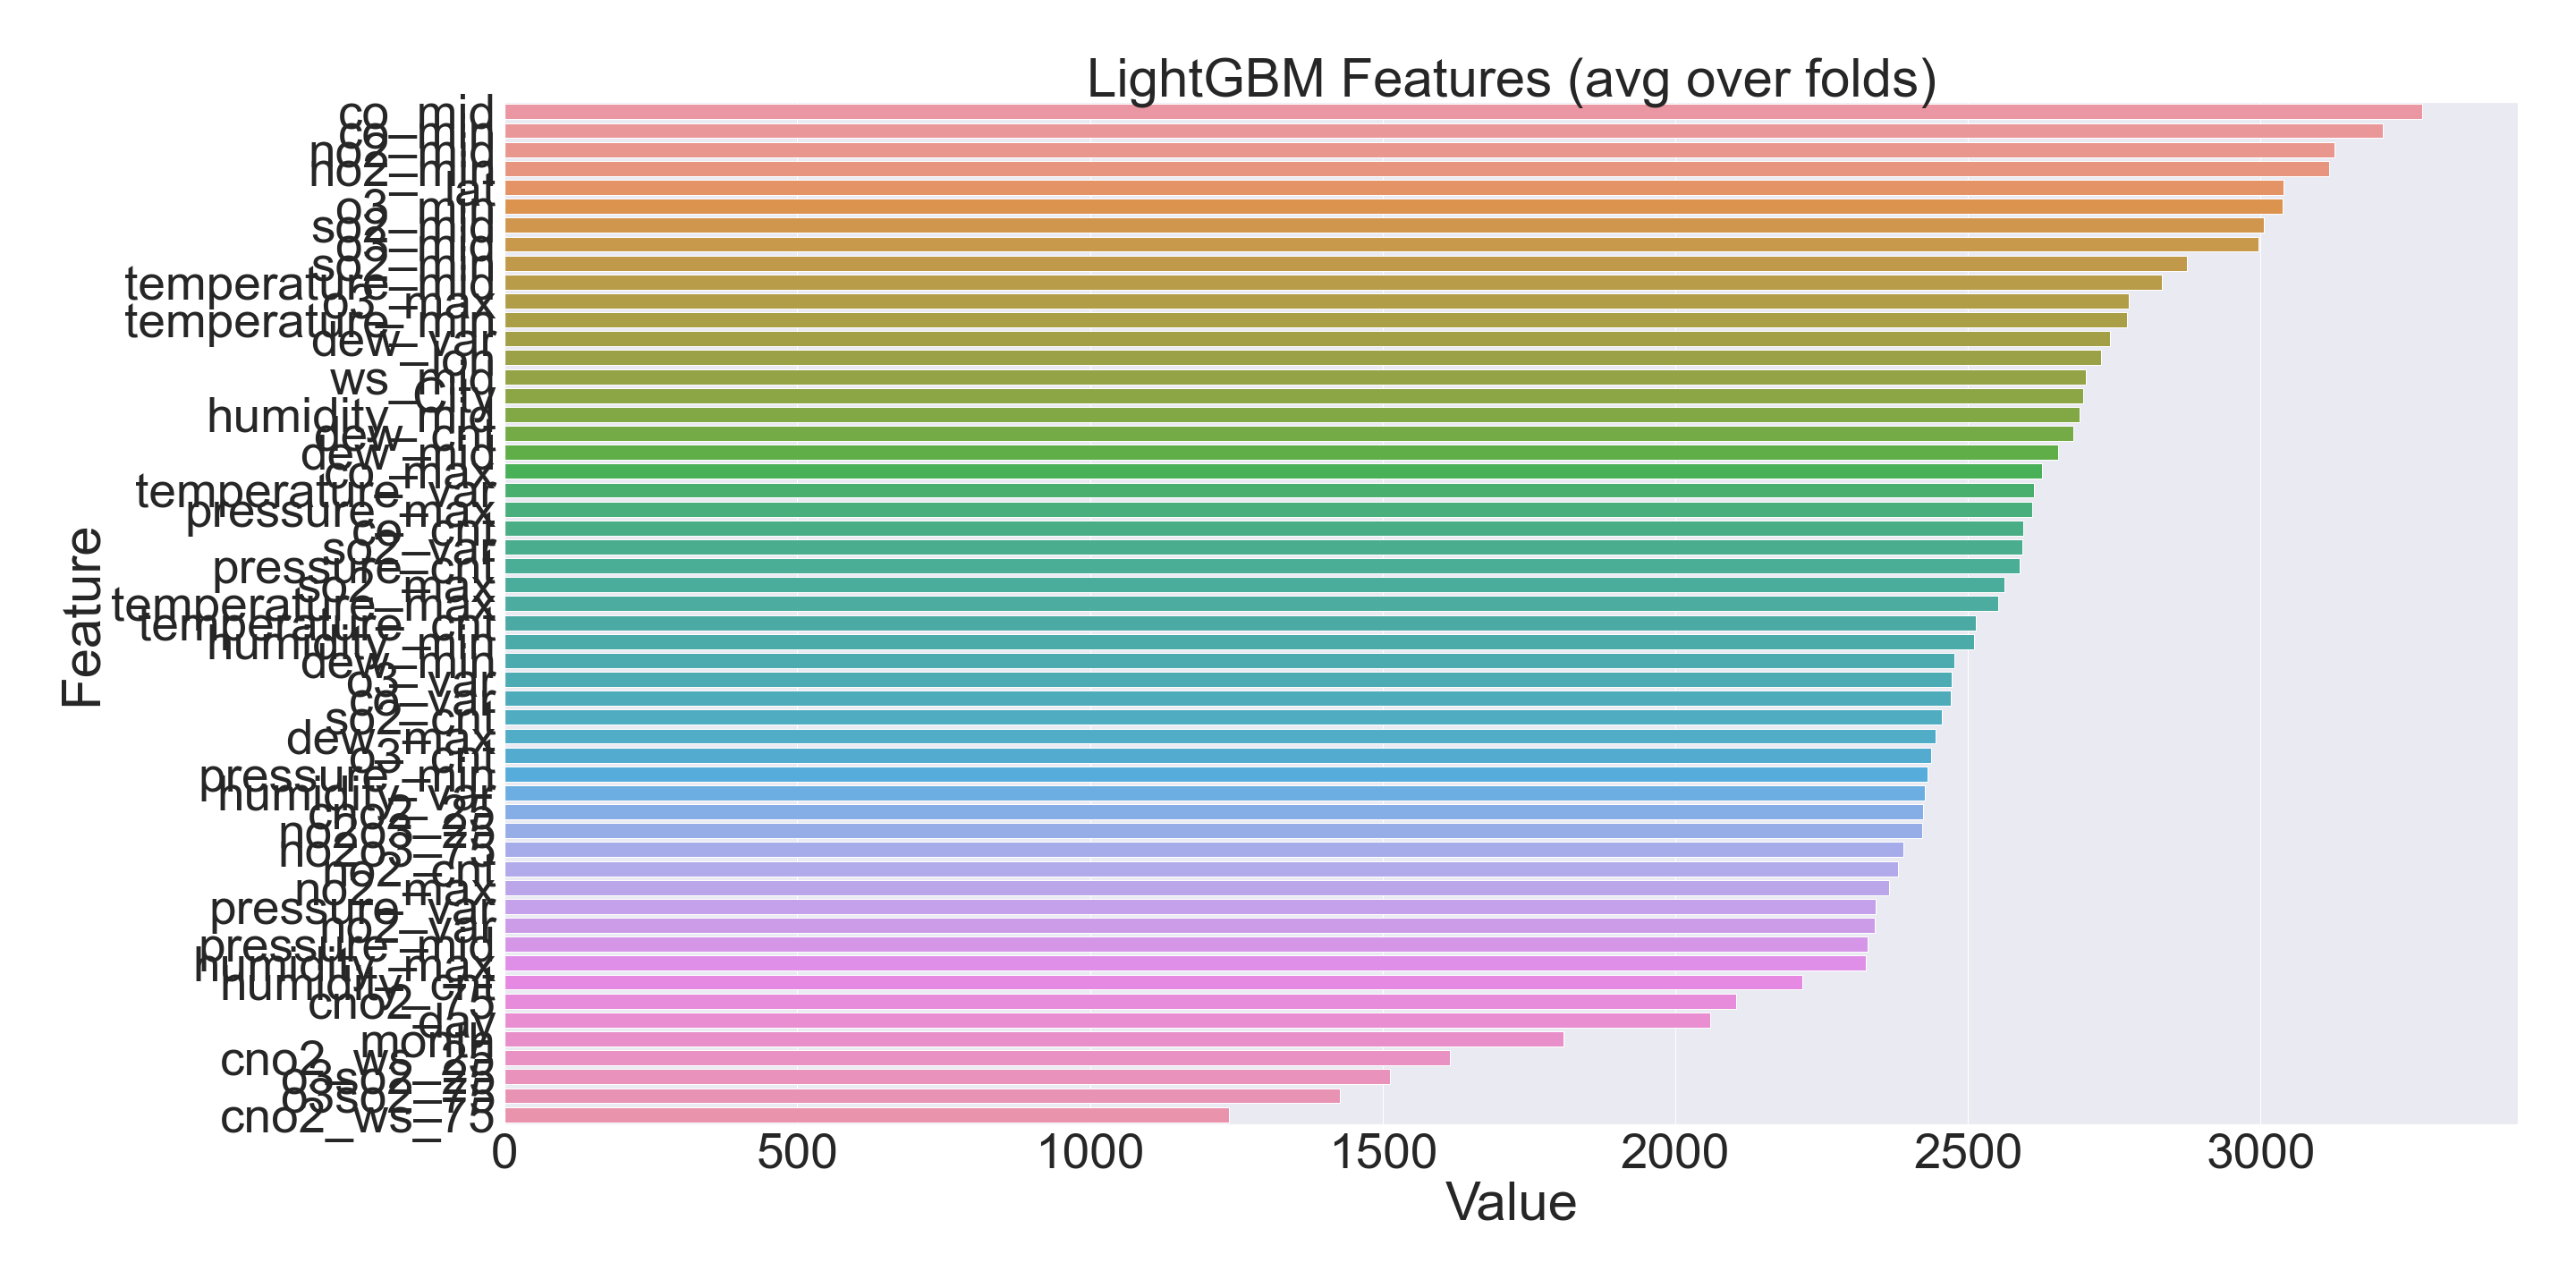 LightGBM Features (avg over folds)
co_mid
co_min
no2_mid
no2_min
lat
o3_min
so2_mid
o3_mid
so2_min
temperature_mid
o3_max
temperature_min
dew_var
lon
ws_mid
City
humidity_mid
dew_cnt
dew_mid
co_max
temperature_var
pressure_max
co_cnt
so2_var
pressure_cnt
so2_max
temperature_max
temperature_cnt
humidity_min
dew_min
o3_var
co_var
so2_cnt
dew_max
o3_cnt
pressure_min
humidity_var
cno2_25
no2o3_25
no2o3_75
no2_cnt
no2_max
pressure_var
no2_var
pressure_mid
humidity_max
humidity_cnt
cno2_75
day
month
cno2_ws_25
o3so2_25
o3so2_75
cno2_ws_75
Feature
0 500 1000 1500 2000 2500 3000
Value